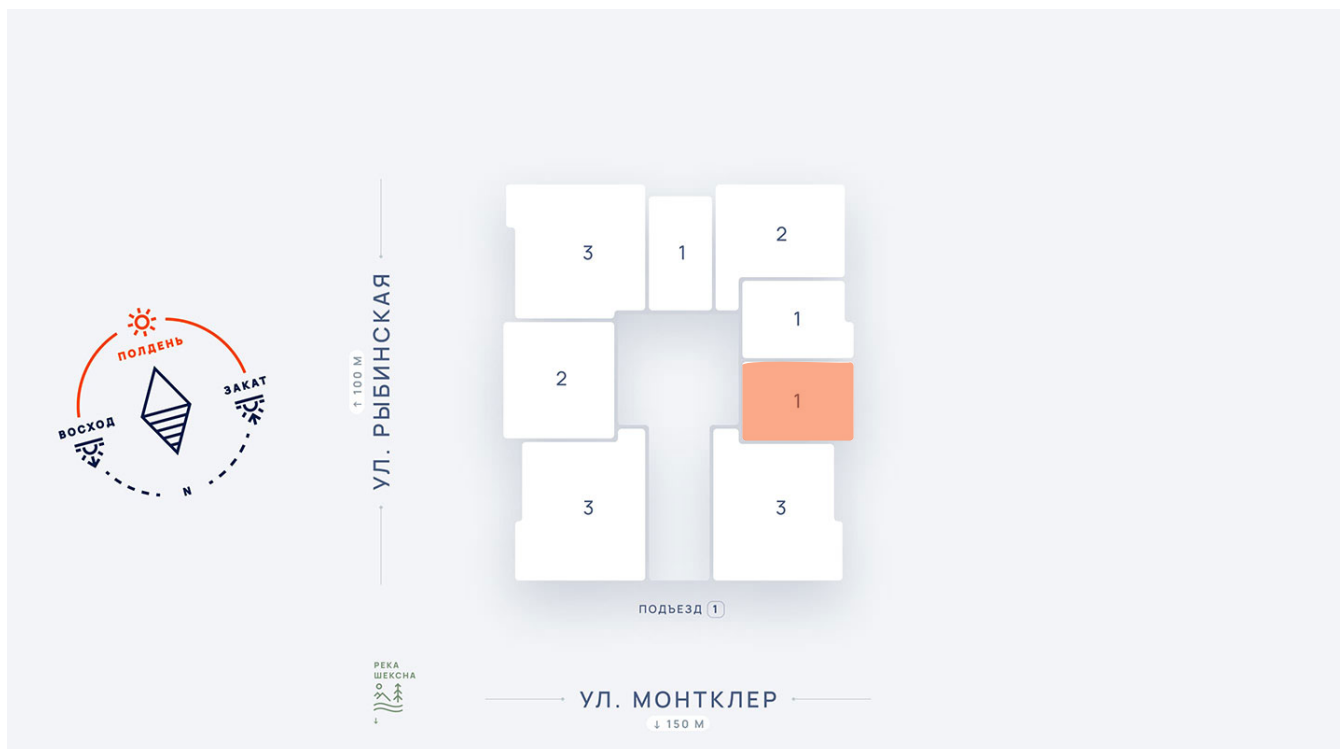 3
1
2
1
УЛ. РЫБИНСКАЯ
↑ 100 М
ПОЛДЕНЬ
ЗАКАТ
ВОСХОД
N
2
1
3
3
ПОДЪЕЗД 1
РЕКА
ШЕКСНА
↓
УЛ. МОНТКЛЕР
↓ 150 М